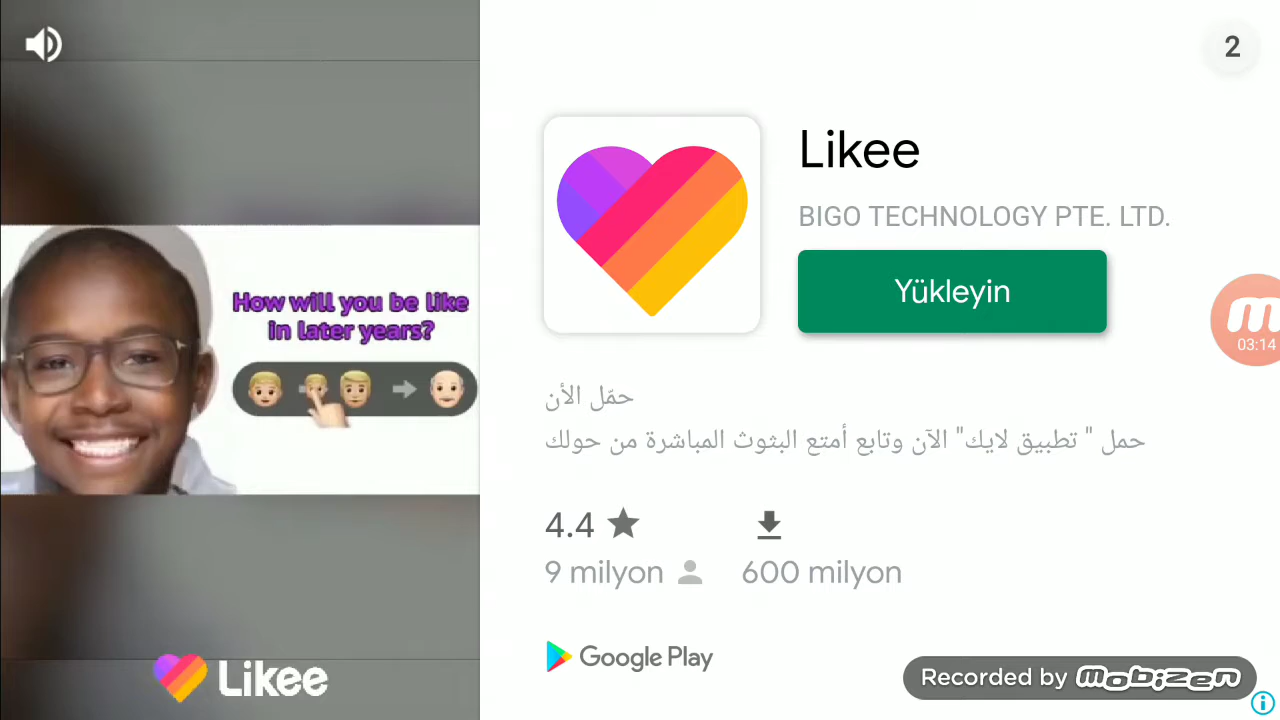 How will you be like
in later years?
Likee
2
Likee
BIGO TECHNOLOGY PTE. LTD.
Yükleyin
03:14
حمّل الأن
حمل " تطبيق لايك" الآن وتابع أمتع البثوث المباشرة من حولك
4.4
9 milyon
600 milyon
Google Play
Recorded by mobizen